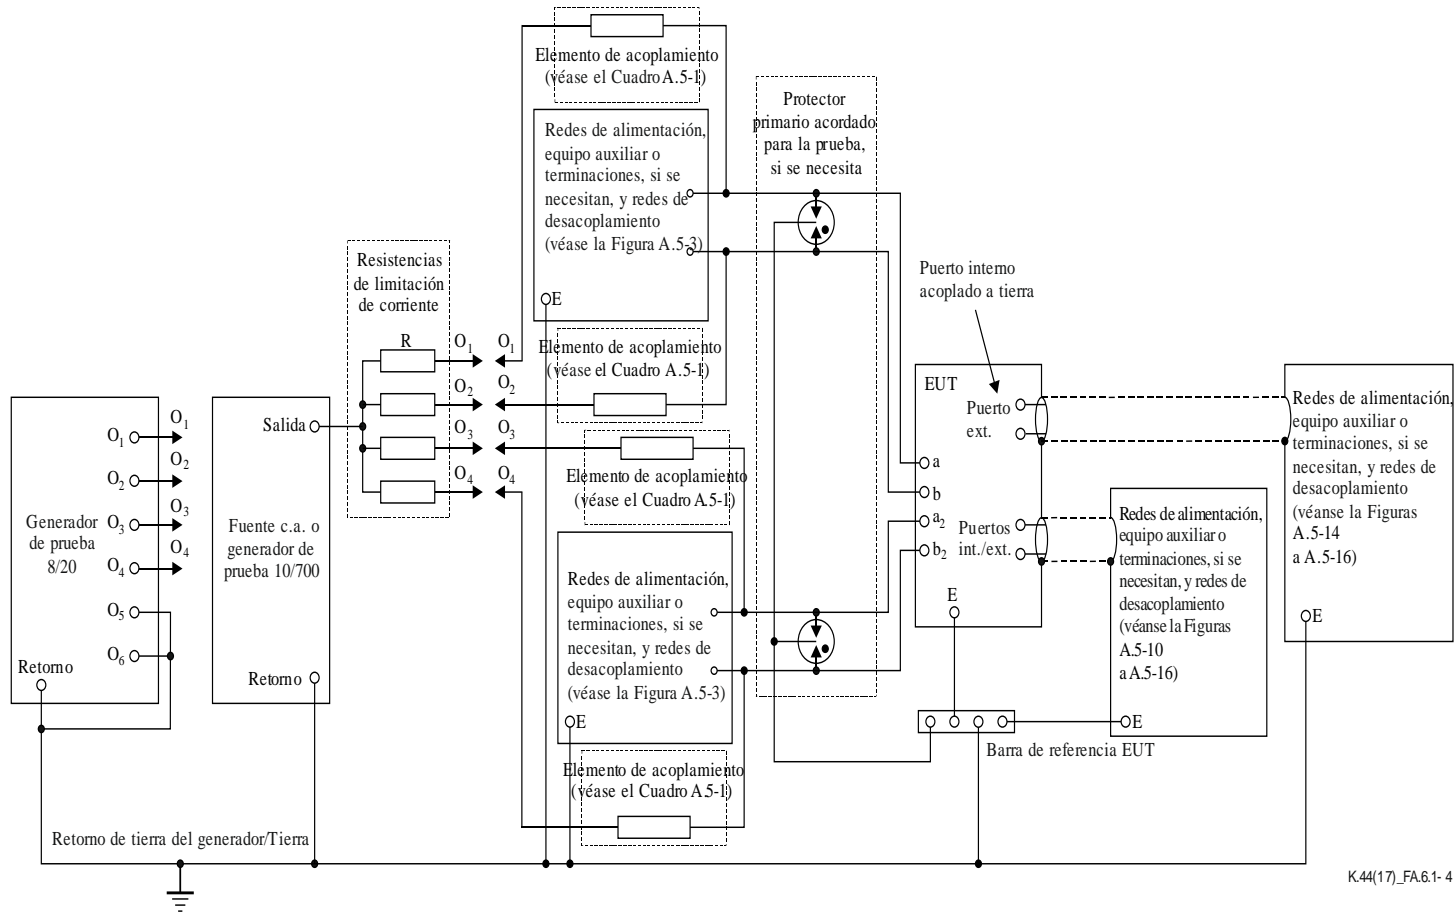 Elemento de acoplamiento
(véase el Cuadro A.5-1)
Redes de alimentación,
equipo auxiliar o
terminaciones, si se
necesitan, y redes de
desacoplamiento
(véase la Figura A.5-3)
E
Protector
primario acordado
para la prueba,
si se necesita
Resistencias
de limitación
de corriente
R
O1
O1
O2
O2
O3
O3
O4
O4
Elemento de acoplamiento
(véase el Cuadro A.5-1)
Elemento de acoplamiento
(véase el Cuadro A.5-1)
Generador
de prueba
8/20
O1
O1
O2
O2
O3
O3
O4
O4
O5
O6
Retorno
Salida
Fuente c.a. o
generador de
prueba 10/700
Retorno
Redes de alimentación,
equipo auxiliar o
terminaciones, si se
necesitan, y redes de
desacoplamiento
(véase la Figura A.5-3)
E
Elemento de acoplamiento
(véase el Cuadro A.5-1)
Puerto interno
acoplado a tierra
EUT
Puerto
ext.
a
b
a2
b2
Puertos
int./ext.
E
Redes de alimentación,
equipo auxiliar o
terminaciones, si se
necesitan, y redes de
desacoplamiento
(véanse la Figuras
A.5-10
a A.5-16)
E
Redes de alimentación,
equipo auxiliar o
terminaciones, si se
necesitan, y redes de
desacoplamiento
(véanse la Figuras
A.5-14
a A.5-16)
E
Barra de referencia EUT
Retorno de tierra del generador/Tierra
K.44(17)_FA.6.1-4